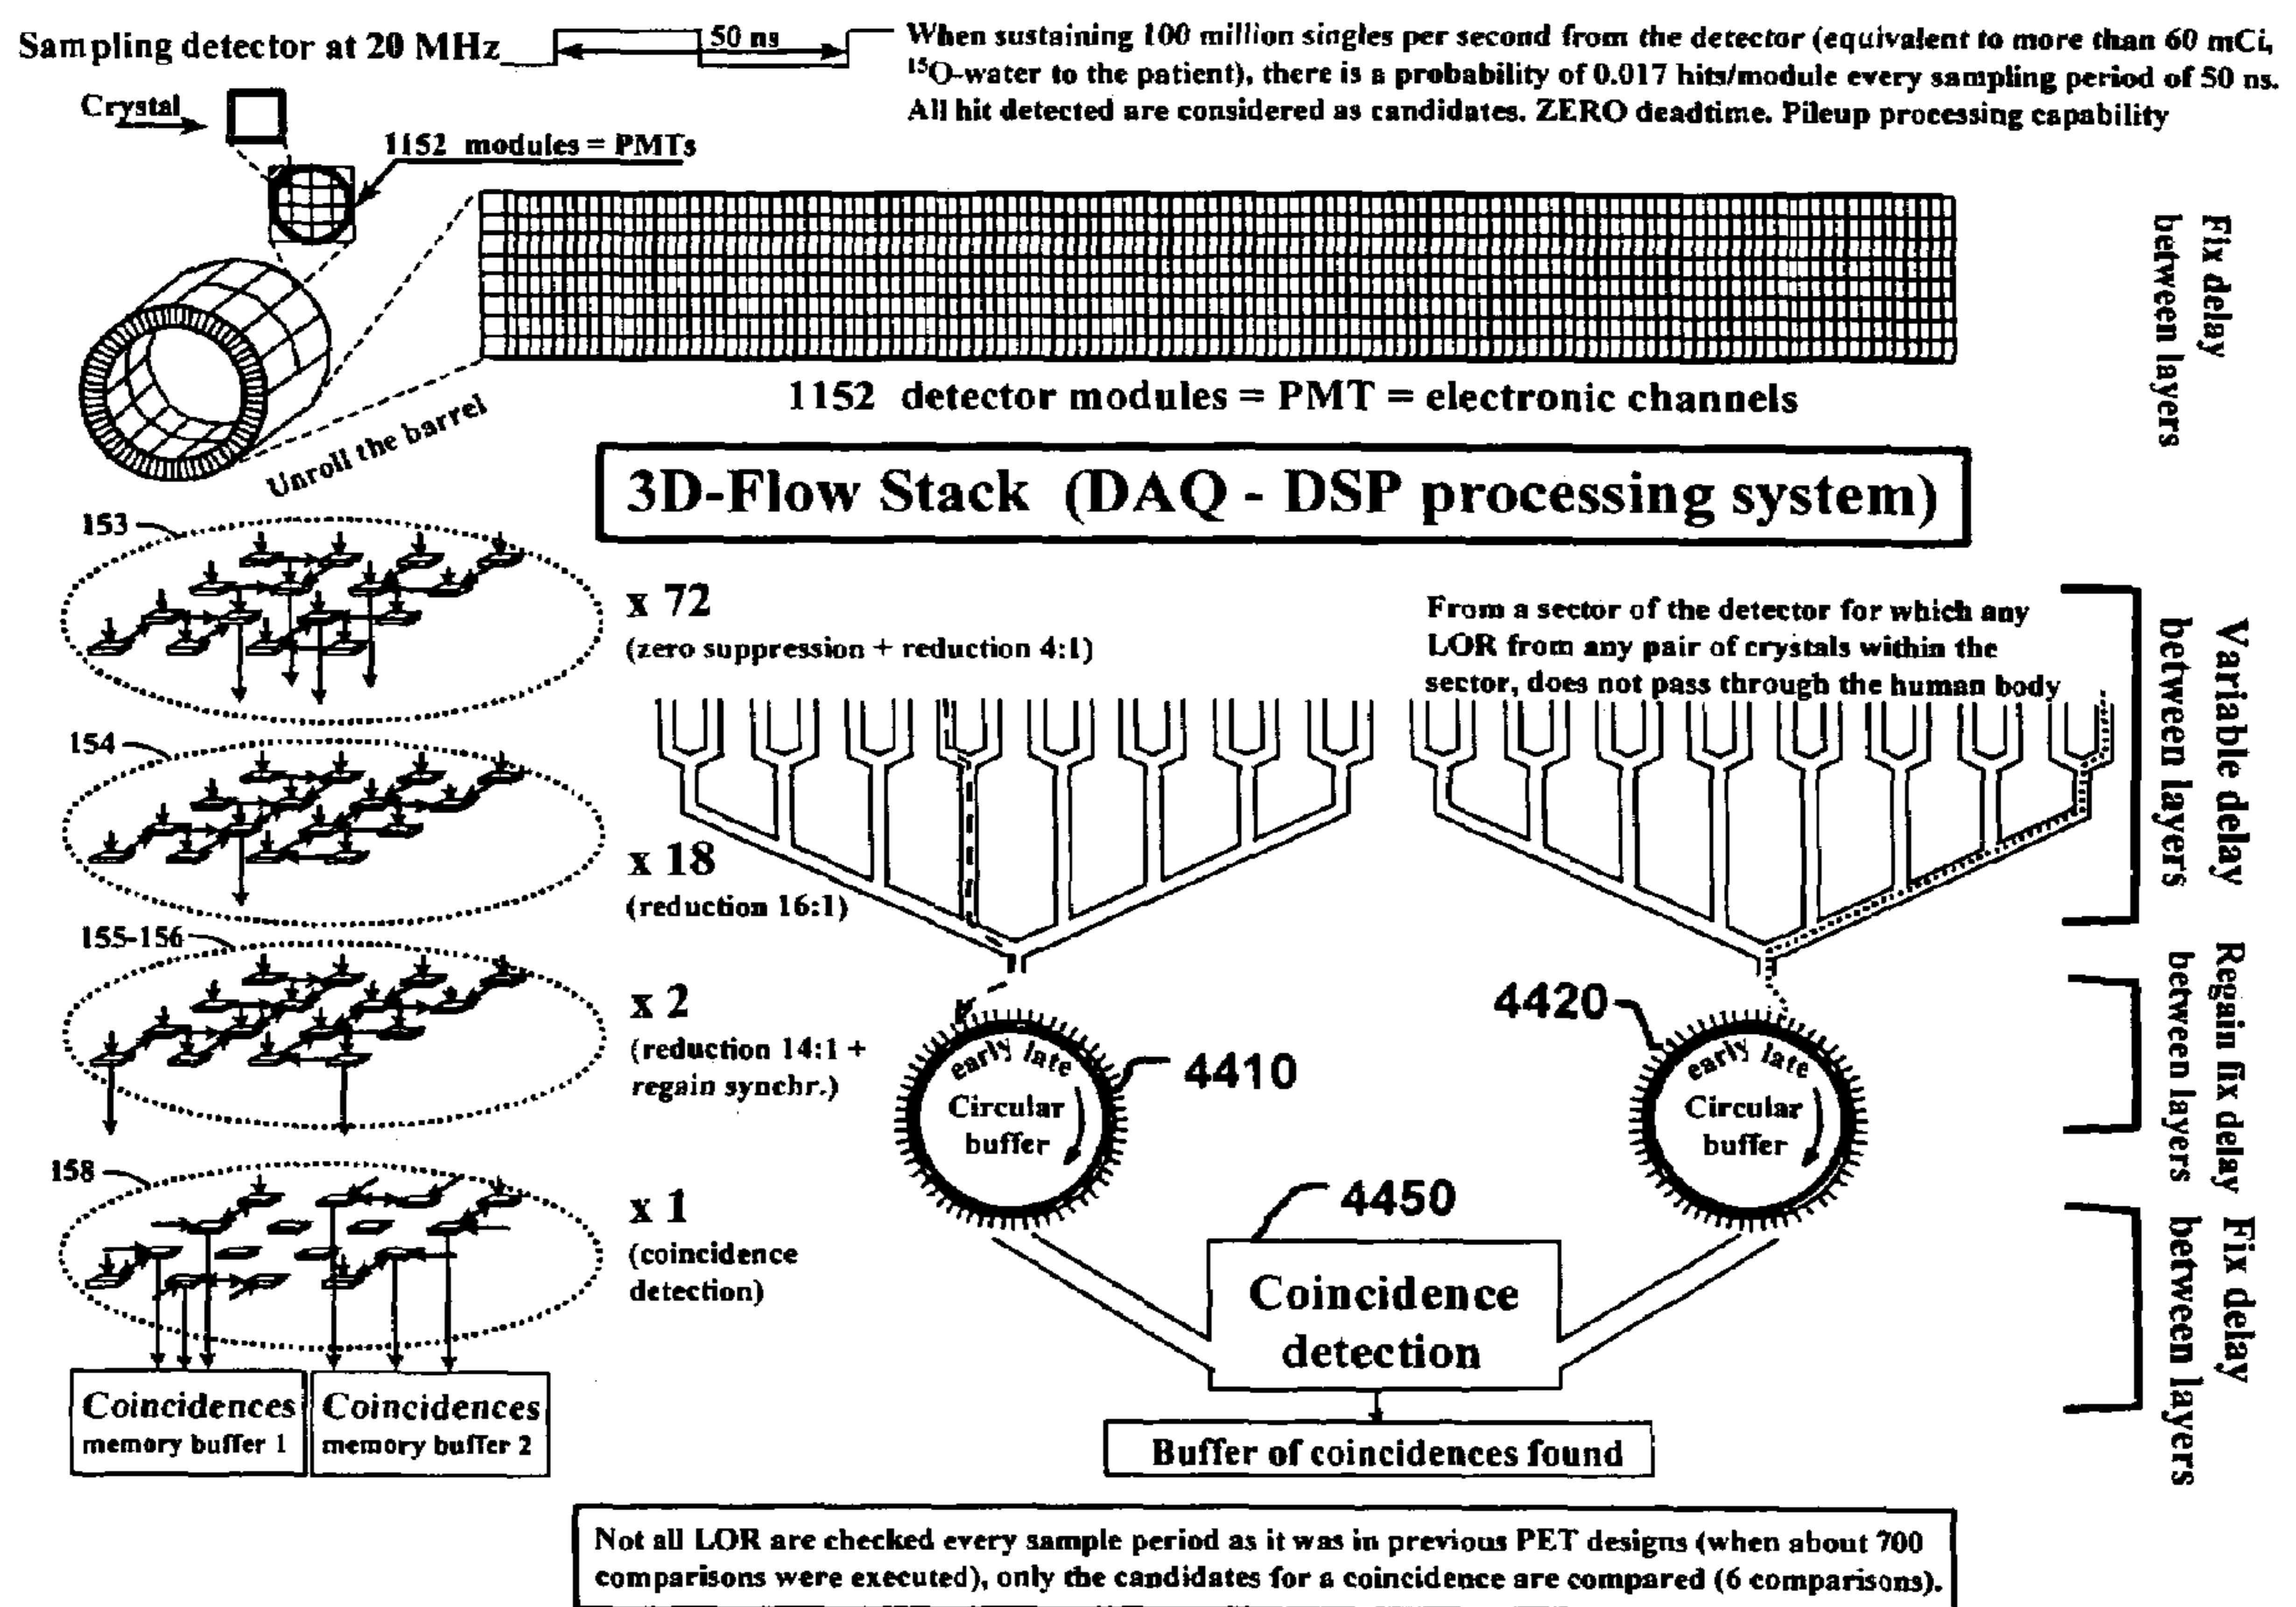 Sampling detector at 20 MHz
50 ns
When sustaining 100 million singles per second from the detector (equivalent to more than 60 mCi,
¹⁵O-water to the patient), there is a probability of 0.017 hits/module every sampling period of 50 ns.
All hit detected are considered as candidates. ZERO deadtime. Pileup processing capability
Crystal
1152 modules = PMTs
Unroll the barrel
1152 detector modules = PMT = electronic channels
Fix delay
between layers
3D-Flow Stack (DAQ - DSP processing system)
153
x 72
(zero suppression + reduction 4:1)
From a sector of the detector for which any
LOR from any pair of crystals within the
sector, does not pass through the human body
Variable delay
between layers
154
x 18
(reduction 16:1)
155-156
x 2
(reduction 14:1 +
regain synchr.)
early late
Circular
buffer
4410
4420
early late
Circular
buffer
Regain fix delay
between layers
158
x 1
(coincidence
detection)
4450
Coincidence
detection
Fix delay
between layers
Coincidences
memory buffer 1
Coincidences
memory buffer 2
Buffer of coincidences found
Not all LOR are checked every sample period as it was in previous PET designs (when about 700
comparisons were executed), only the candidates for a coincidence are compared (6 comparisons).